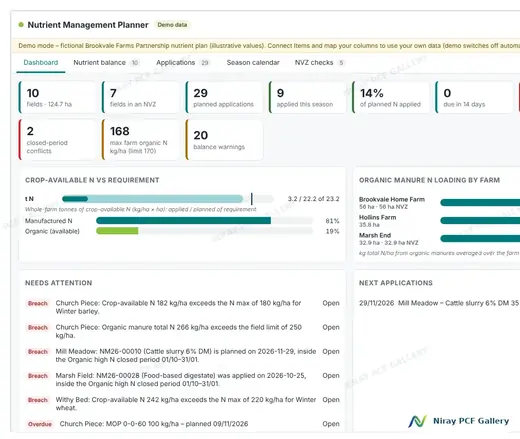 Nutrient Management Planner Demo data
Demo mode – fictional Brookvale Farms Partnership nutrient plan (illustrative values). Connect items and map your columns to use your own data (demo switches off
Dashboard Nutrient balance 10 Applications 29 Season calendar NVZ checks 5
10
fields · 124.7 ha
7
fields in an NVZ
29
planned applications
9
applied this season
14%
of planned N applied
0
due in 14 days
2
closed-period
conflicts
168
max farm organic N
kg/ha (limit 170)
20
balance warnings
CROP-AVAILABLE N VS REQUIREMENT
t N 3.2 / 22.2 of 23.2
Whole-farm tonnes of crop-available N (kg/ha × ha): applied / planned of requirement
Manufactured N 81%
Organic (available) 19%
ORGANIC MANURE N LOADING BY FARM
Brookvale Home Farm
56 ha · 56 ha NVZ
Hollins Farm
35.8 ha
Marsh End
32.9 ha · 32.9 ha NVZ
kg total N/ha from organic manures averaged over the farm
NEEDS ATTENTION
Breach Church Piece: Crop-available N 182 kg/ha exceeds the N max of 180 kg/ha for Open
Winter barley.
Breach Church Piece: Organic manure total N 266 kg/ha exceeds the field limit of 250 Open
kg/ha.
Breach Mill Meadow: NM26-00010 (Cattle slurry 6% DM) is planned on 2026-11-29, inside Open
the Organic high N closed period 01/10–31/01.
Breach Marsh Field: NM26-00028 (Food-based digestate) was applied on 2026-10-25, Open
inside the Organic high N closed period 01/10–31/01.
Breach Withy Bed: Crop-available N 242 kg/ha exceeds the N max of 220 kg/ha for Winter Open
wheat.
Overdue Church Piece: MOP 0-0-60 100 kg/ha – planned 09/11/2026 Open
NEXT APPLICATIONS
29/11/2026 Mill Meadow – Cattle slurry 6% DM 35
Niray PCF Gallery